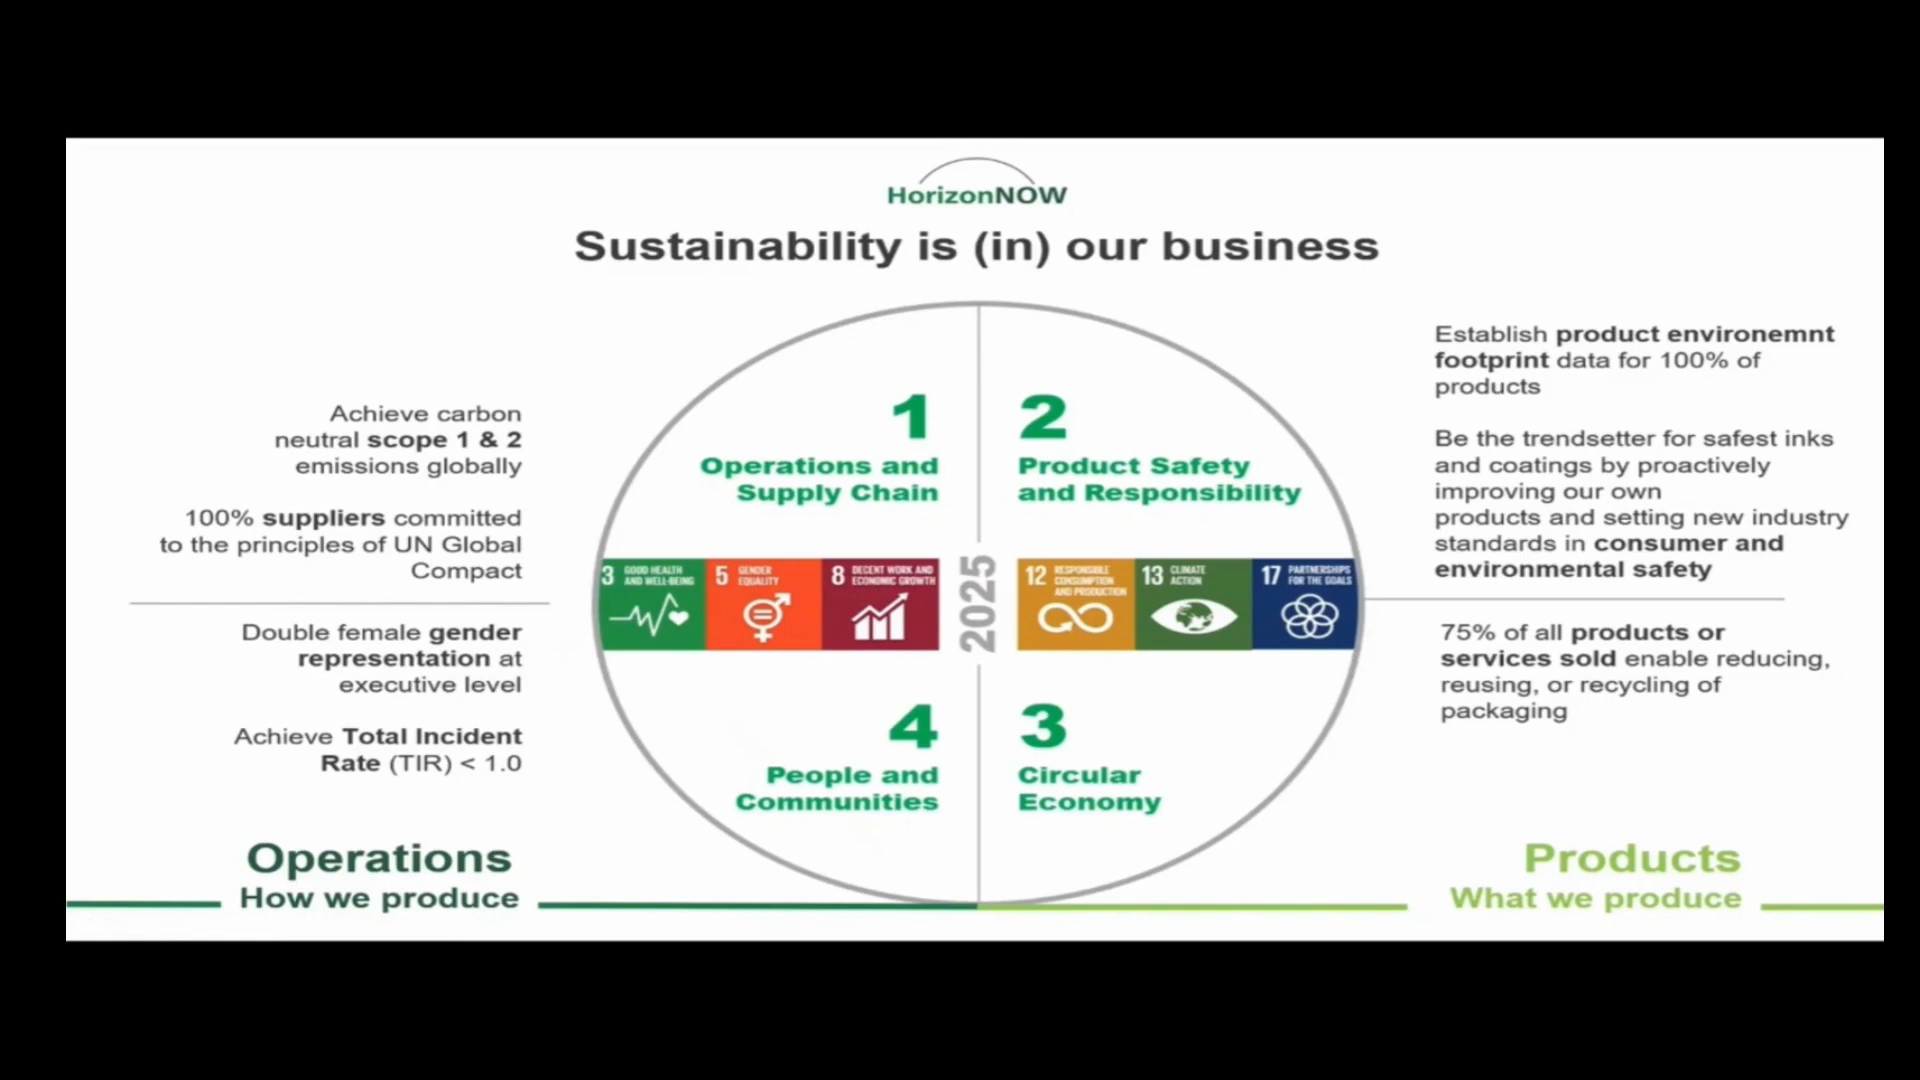 HorizonNOW
Sustainability is (in) our business
Achieve carbon
neutral scope 1 & 2
emissions globally
100% suppliers committed
to the principles of UN Global
Compact
Double female gender
representation at
executive level
Achieve Total Incident
Rate (TIR) < 1.0
1
Operations and
Supply Chain
2
Product Safety
and Responsibility
3 GOOD HEALTH
AND WELL-BEING
5 GENDER
EQUALITY
8 DECENT WORK AND
ECONOMIC GROWTH
2025
12 RESPONSIBLE
CONSUMPTION
AND PRODUCTION
13 CLIMATE
ACTION
17 PARTNERSHIPS
FOR THE GOALS
4
People and
Communities
3
Circular
Economy
Establish product environemnt
footprint data for 100% of
products
Be the trendsetter for safest inks
and coatings by proactively
improving our own
products and setting new industry
standards in consumer and
environmental safety
75% of all products or
services sold enable reducing,
reusing, or recycling of
packaging
Operations
How we produce
Products
What we produce